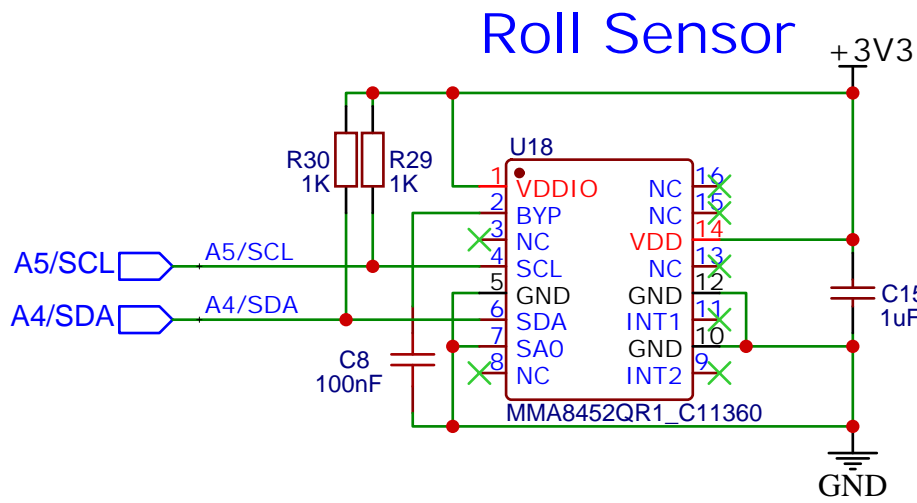 Roll Sensor
+3V3
U18
R30
1K
R29
1K
1 VDDIO
2 BYP
3 NC
4 SCL
5 GND
6 SDA
7 SA0
8 NC
NC 16
NC 15
VDD 14
NC 13
GND 12
INT1 11
GND 10
INT2 9
A5/SCL
A5/SCL
A4/SDA
A4/SDA
C8
100nF
C15
1uF
MMA8452QR1_C11360
GND